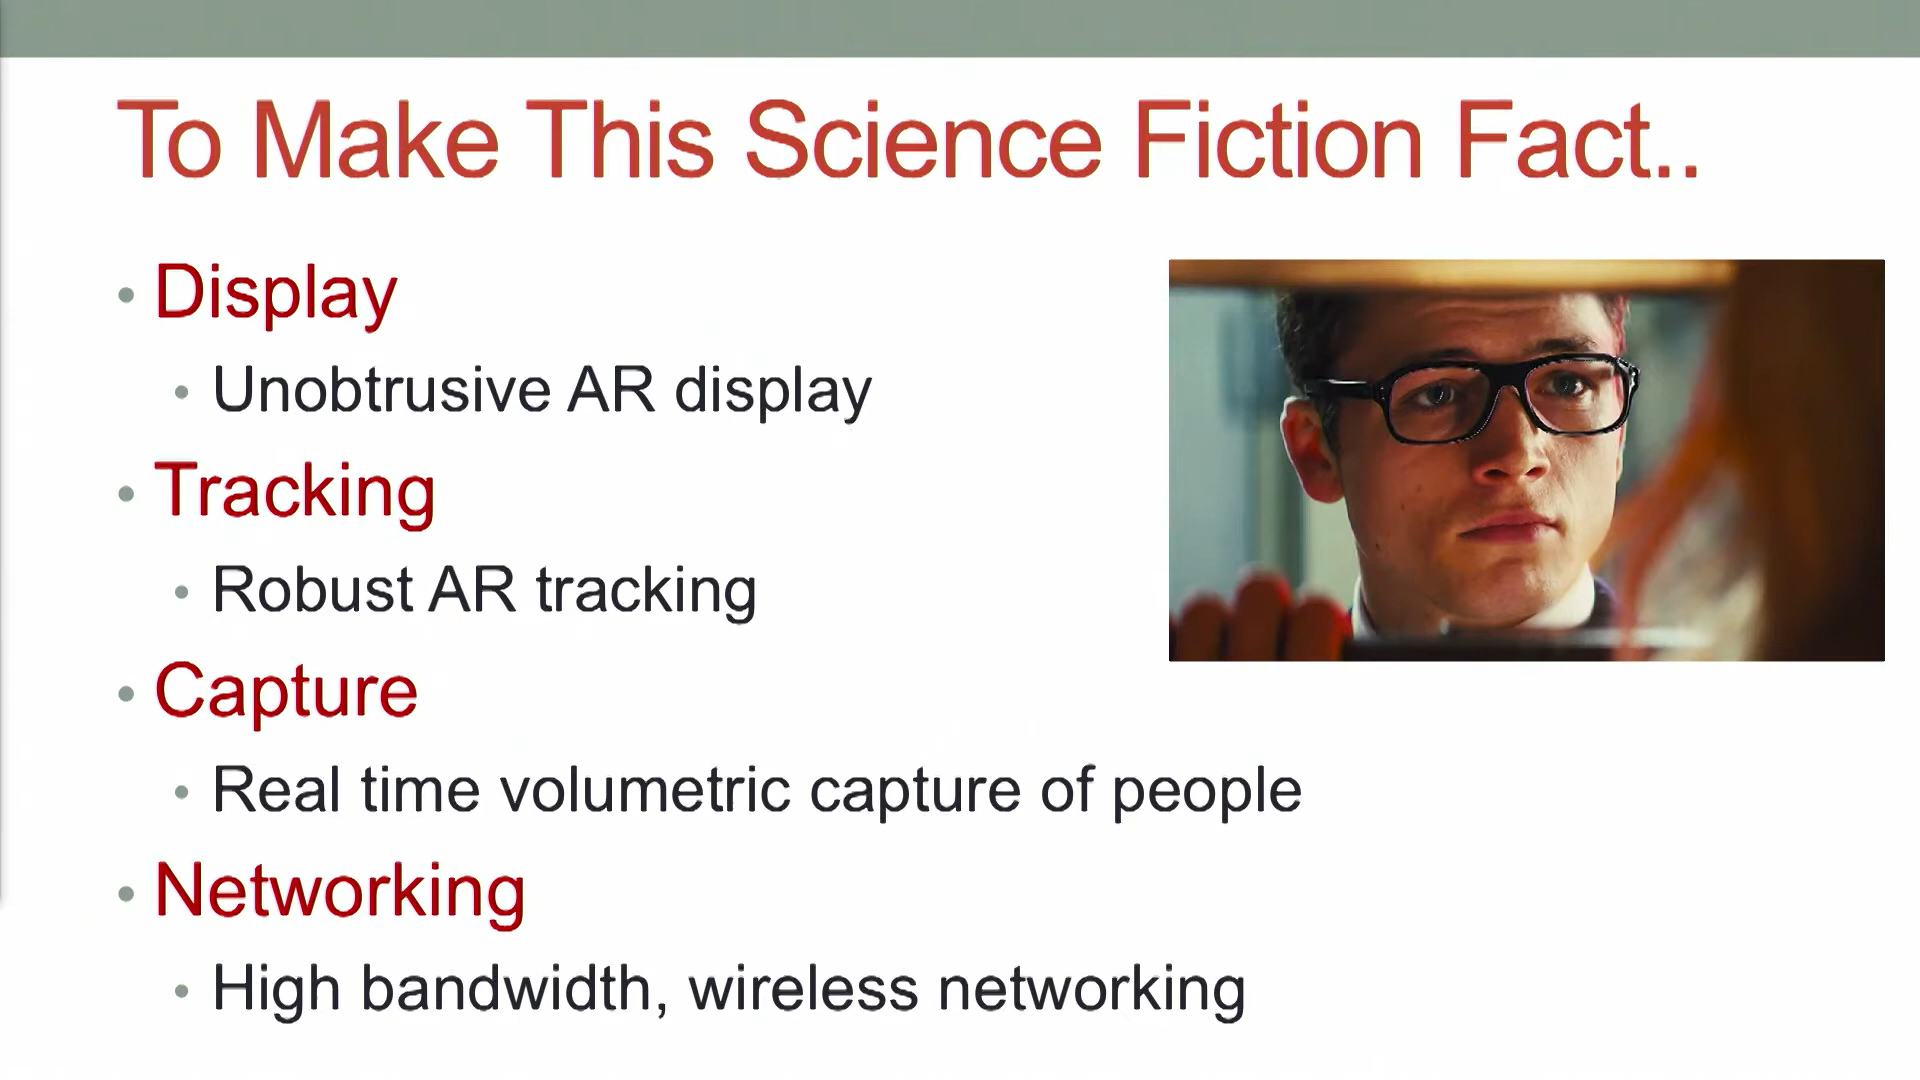 To Make This Science Fiction Fact..
• Display
• Unobtrusive AR display
• Tracking
• Robust AR tracking
• Capture
• Real time volumetric capture of people
• Networking
• High bandwidth, wireless networking